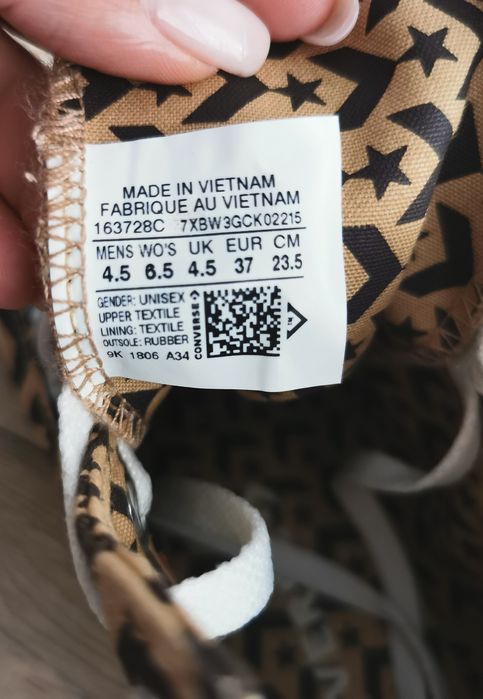 MADE IN VIETNAM
FABRIQUE AU VIETNAM
163728C 7XBW3GCK02215
MENS WO'S UK EUR CM
4.5 6.5 4.5 37 23.5
GENDER: UNISEX
UPPER TEXTILE
LINING: TEXTILE
OUTSOLE: RUBBER
9K 1806 A34
CONVERSE